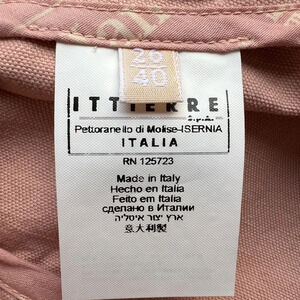 26
40
ITTIERRE
s.p.a.
Pettoranello di Molise-ISERNIA
ITALIA
RN 125723
Made in Italy
Hecho en Italia
Feito em Italia
сделано в Италии
ארץ יצור איטליה
意大利製